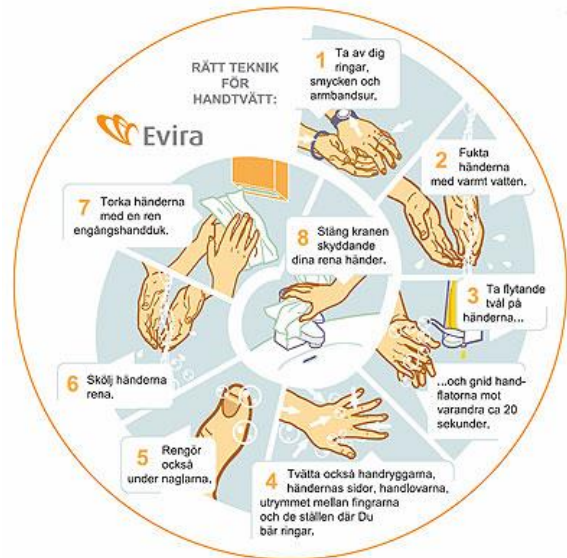 RÄTT TEKNIK
FÖR
HANDTVÄTT:
Evira
1 Ta av dig
ringar,
smycken och
armbandsur.
2 Fukta
händerna
med varmt vatten.
3 Ta flytande
tvål på
händerna...
...och gnid hand-
flatorna mot
varandra ca 20
sekunder.
4 Tvätta också handryggarna,
händernas sidor, handlovarna,
utrymmet mellan fingrarna
och de ställen där Du
bär ringar.
5 Rengör
också
under naglarna.
6 Skölj händerna
rena.
7 Torka händerna
med en ren
engångshandduk.
8 Stäng kranen
skyddande
dina rena händer.